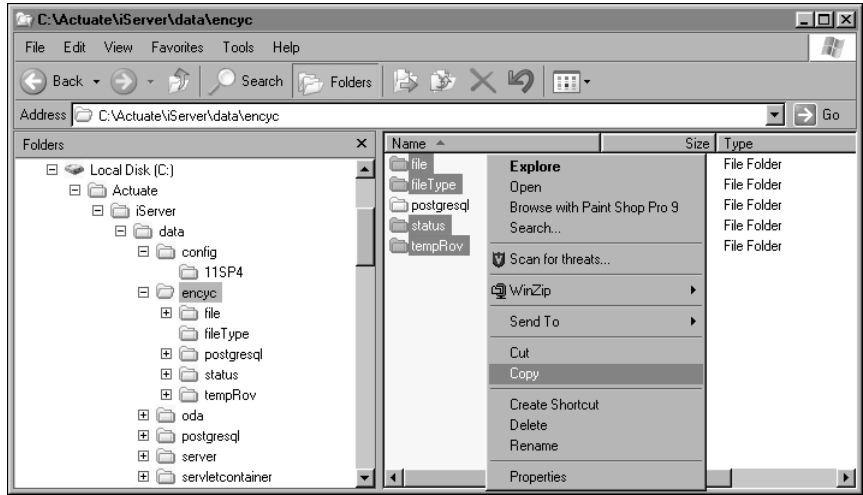 C:\Actuate\iServer\data\encyc
File Edit View Favorites Tools Help
Back Search Folders
Address C:\Actuate\iServer\data\encyc Go
Folders
Local Disk (C:)
Actuate
iServer
data
config
11SP4
encyc
file
fileType
postgresql
status
tempRov
oda
postgresql
server
servletcontainer
Name Size Type
file File Folder
fileType File Folder
postgresql File Folder
status File Folder
tempRov File Folder
Explore
Open
Browse with Paint Shop Pro 9
Search...
Scan for threats...
WinZip
Send To
Cut
Copy
Create Shortcut
Delete
Rename
Properties